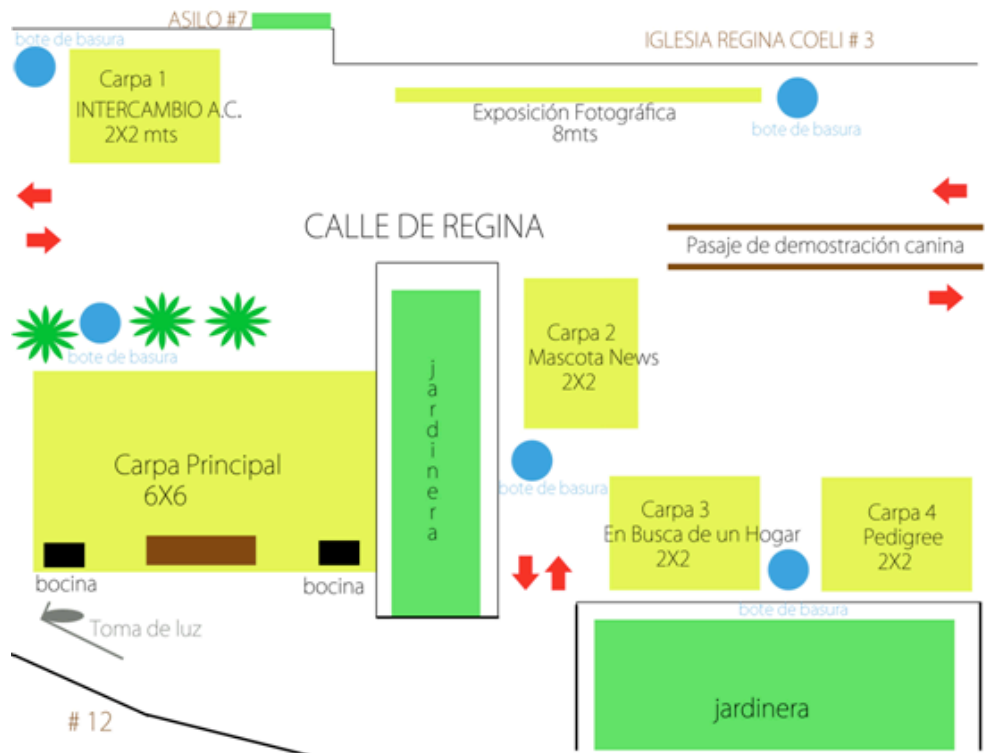 ASILO #7
bote de basura
IGLESIA REGINA COELI # 3
Carpa 1
INTERCAMBIO A.C.
2X2 mts
Exposición Fotográfica
8mts
bote de basura
CALLE DE REGINA
Pasaje de demostración canina
bote de basura
Carpa 2
Mascota News
2X2
jardinera
Carpa Principal
6X6
bote de basura
Carpa 3
En Busca de un Hogar
2X2
Carpa 4
Pedigree
2X2
bocina
bocina
bote de basura
Toma de luz
jardinera
# 12